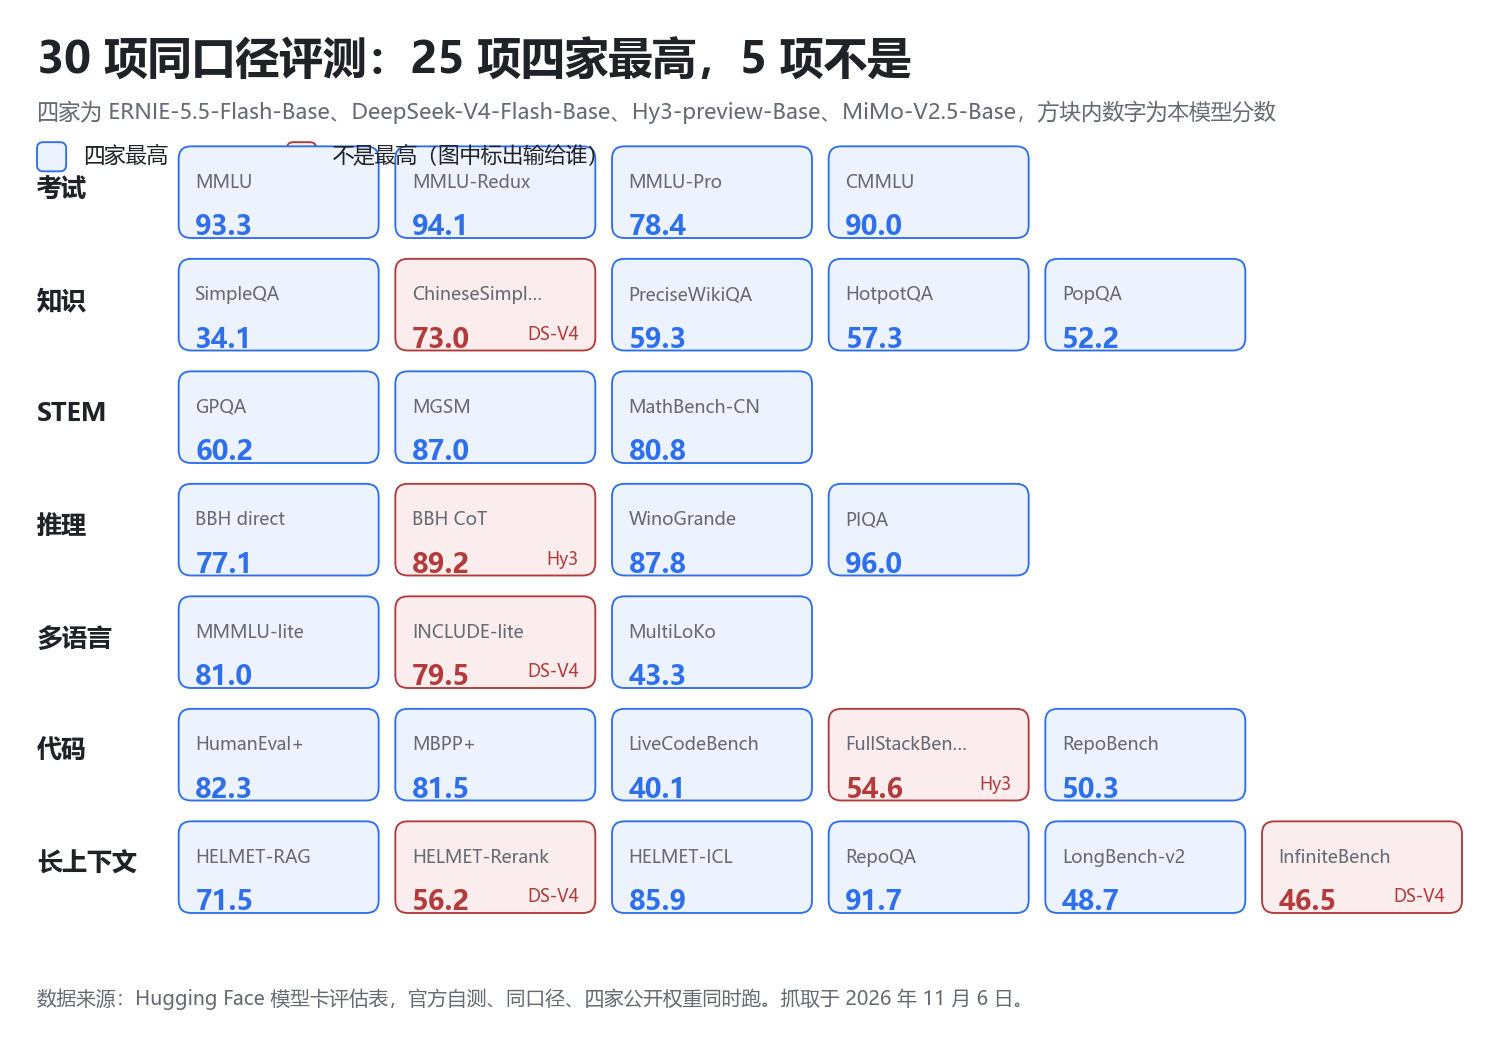 30 项同口径评测：25 项四家最高，5 项不是
四家为 ERNIE-5.5-Flash-Base、DeepSeek-V4-Flash-Base、Hy3-preview-Base、MiMo-V2.5-Base，方块内数字为本模型分数
四家最高 不是最高（图中标出输给谁）
考试
MMLU
93.3
MMLU-Redux
94.1
MMLU-Pro
78.4
CMMLU
90.0
知识
SimpleQA
34.1
ChineseSimpl...
73.0 DS-V4
PreciseWikiQA
59.3
HotpotQA
57.3
PopQA
52.2
STEM
GPQA
60.2
MGSM
87.0
MathBench-CN
80.8
推理
BBH direct
77.1
BBH CoT
89.2 Hy3
WinoGrande
87.8
PIQA
96.0
多语言
MMMLU-lite
81.0
INCLUDE-lite
79.5 DS-V4
MultiLoKo
43.3
代码
HumanEval+
82.3
MBPP+
81.5
LiveCodeBench
40.1
FullStackBen...
54.6 Hy3
RepoBench
50.3
长上下文
HELMET-RAG
71.5
HELMET-Rerank
56.2 DS-V4
HELMET-ICL
85.9
RepoQA
91.7
LongBench-v2
48.7
InfiniteBench
46.5 DS-V4
数据来源：Hugging Face 模型卡评估表，官方自测、同口径、四家公开权重同时跑。抓取于 2026 年 11 月 6 日。